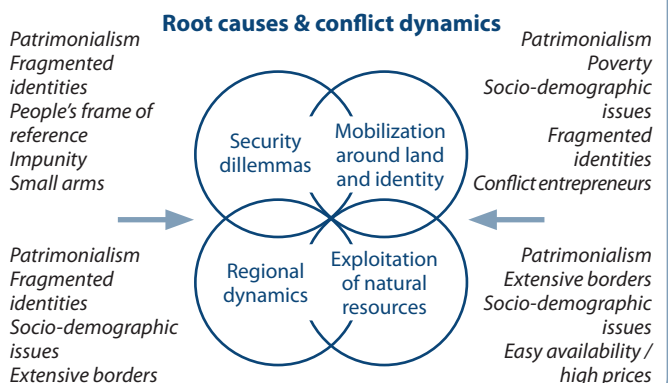 Root causes & conflict dynamics
Patrimonialism
Fragmented
identities
People's frame of
reference
Impunity
Small arms
Security
dillemmas
Mobilization
around land
and identity
Patrimonialism
Poverty
Socio-demographic
issues
Fragmented
identities
Conflict entrepreneurs
Patrimonialism
Fragmented
identities
Socio-demographic
issues
Extensive borders
Regional
dynamics
Exploitation
of natural
resources
Patrimonialism
Extensive borders
Socio-demographic
issues
Easy availability /
high prices